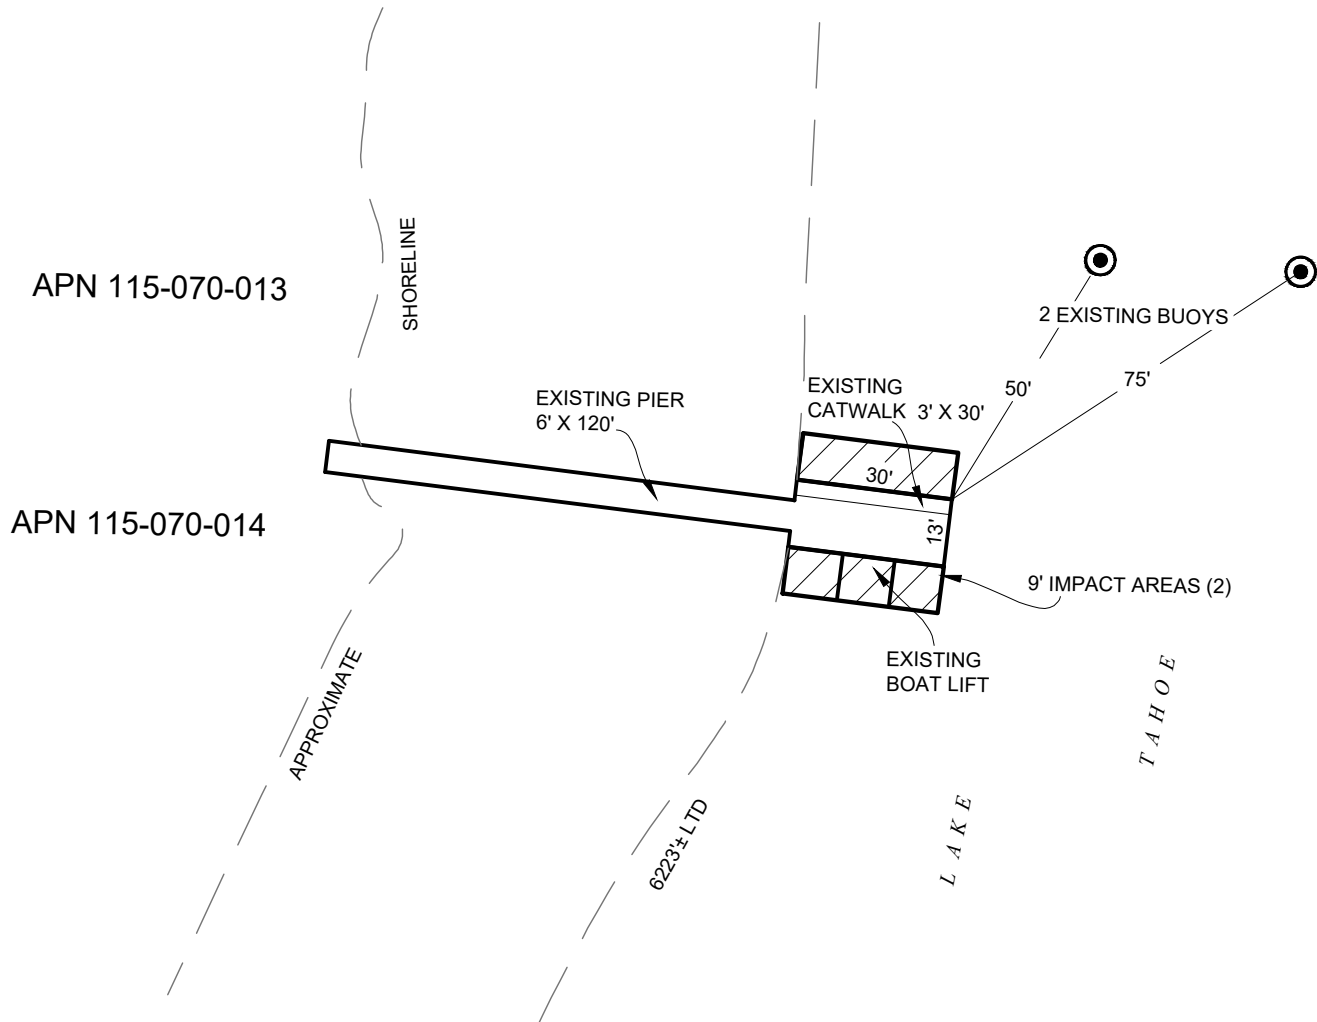 SHORELINE
APN 115-070-013
2 EXISTING BUOYS
50'
75'
EXISTING PIER
6' X 120'
EXISTING
CATWALK 3' X 30'
30'
13'
APN 115-070-014
9' IMPACT AREAS (2)
EXISTING
BOAT LIFT
APPROXIMATE
6223'± LTD
LAKE
TAHOE